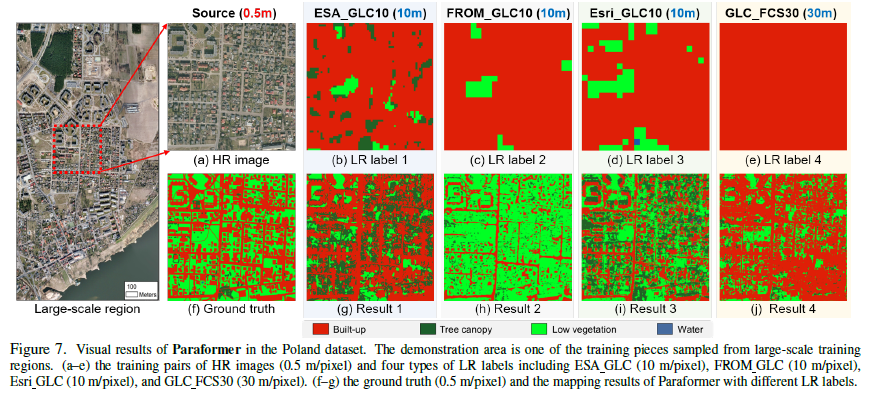 Source (0.5m) ESA_GLC10 (10m) FROM_GLC10 (10m) Esri_GLC10 (10m) GLC_FCS30 (30m)
(a) HR image (b) LR label 1 (c) LR label 2 (d) LR label 3 (e) LR label 4
100
Meters
Large-scale region (f) Ground truth (g) Result 1 (h) Result 2 (i) Result 3 (j) Result 4
Built-up Tree canopy Low vegetation Water
Figure 7. Visual results of Paraformer in the Poland dataset. The demonstration area is one of the training pieces sampled from large-scale training
regions. (a–e) the training pairs of HR images (0.5 m/pixel) and four types of LR labels including ESA_GLC (10 m/pixel), FROM_GLC (10 m/pixel),
Esri_GLC (10 m/pixel), and GLC_FCS30 (30 m/pixel). (f–g) the ground truth (0.5 m) and the mapping results of Paraformer with different LR labels.